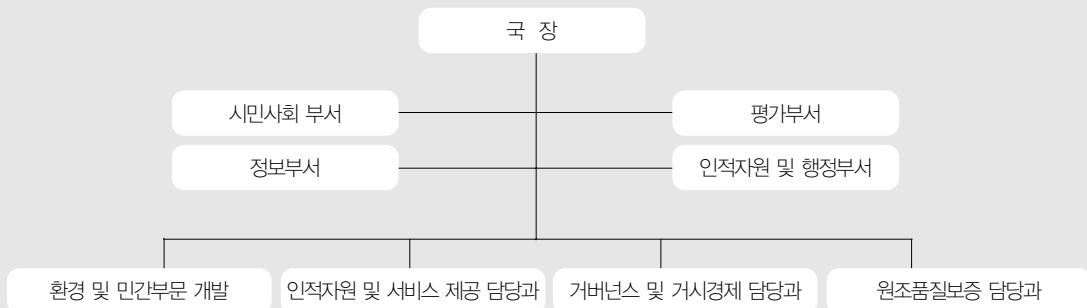 국 장
시민사회 부서
평가부서
정보부서
인적자원 및 행정부서
환경 및 민간부문 개발
인적자원 및 서비스 제공 담당과
거버넌스 및 거시경제 담당과
원조품질보증 담당과